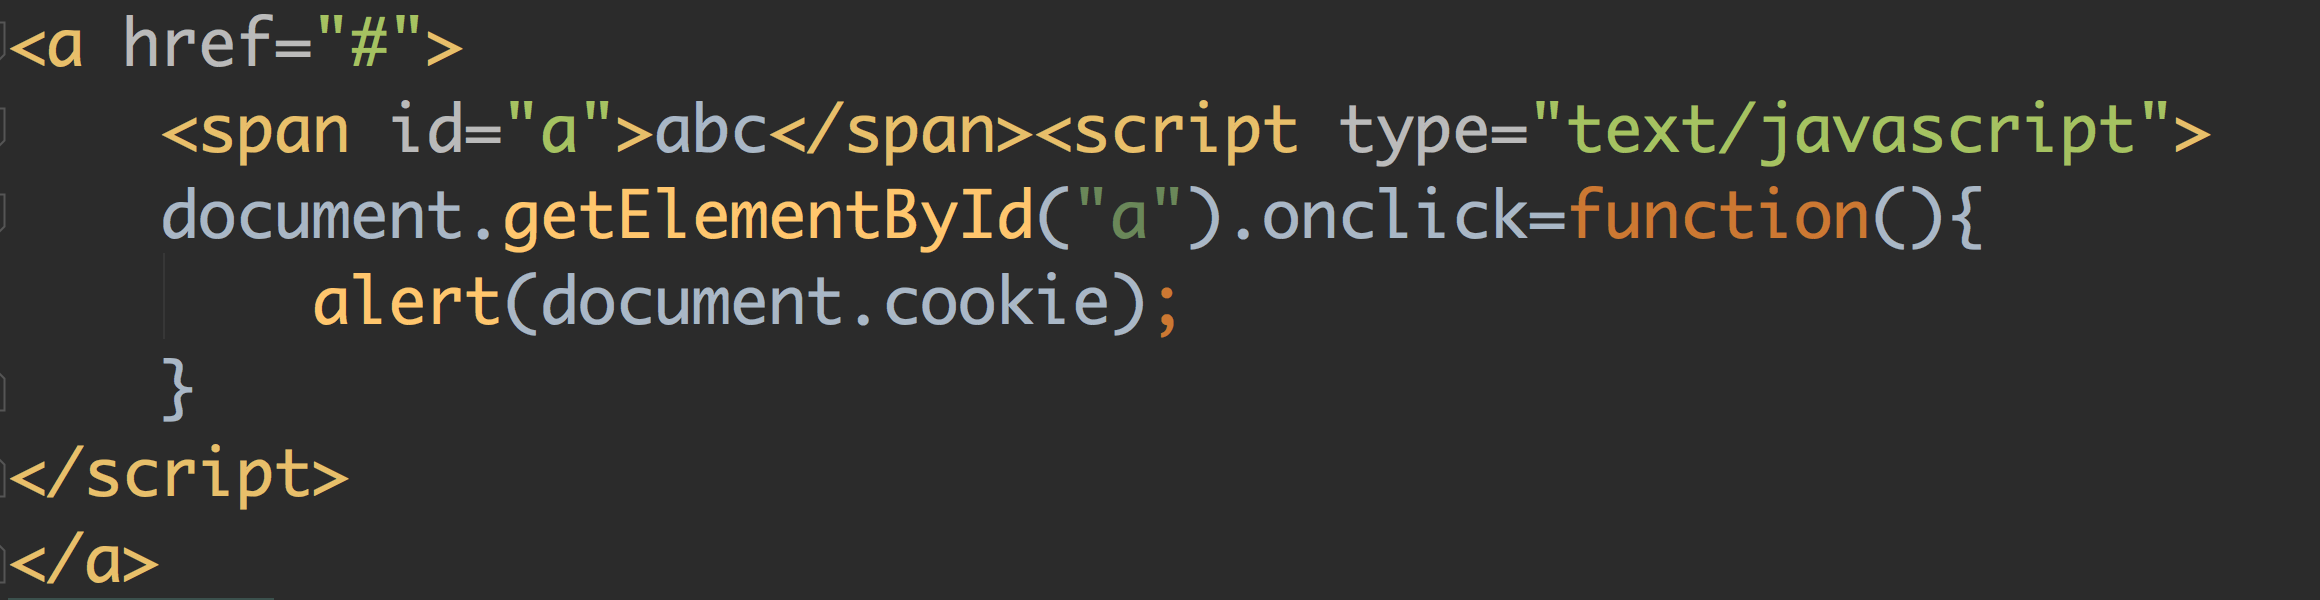 <a href="#">
    <span id="a">abc</span><script type="text/javascript">
    document.getElementById("a").onclick=function(){
        alert(document.cookie);
    }
</script>
</a>